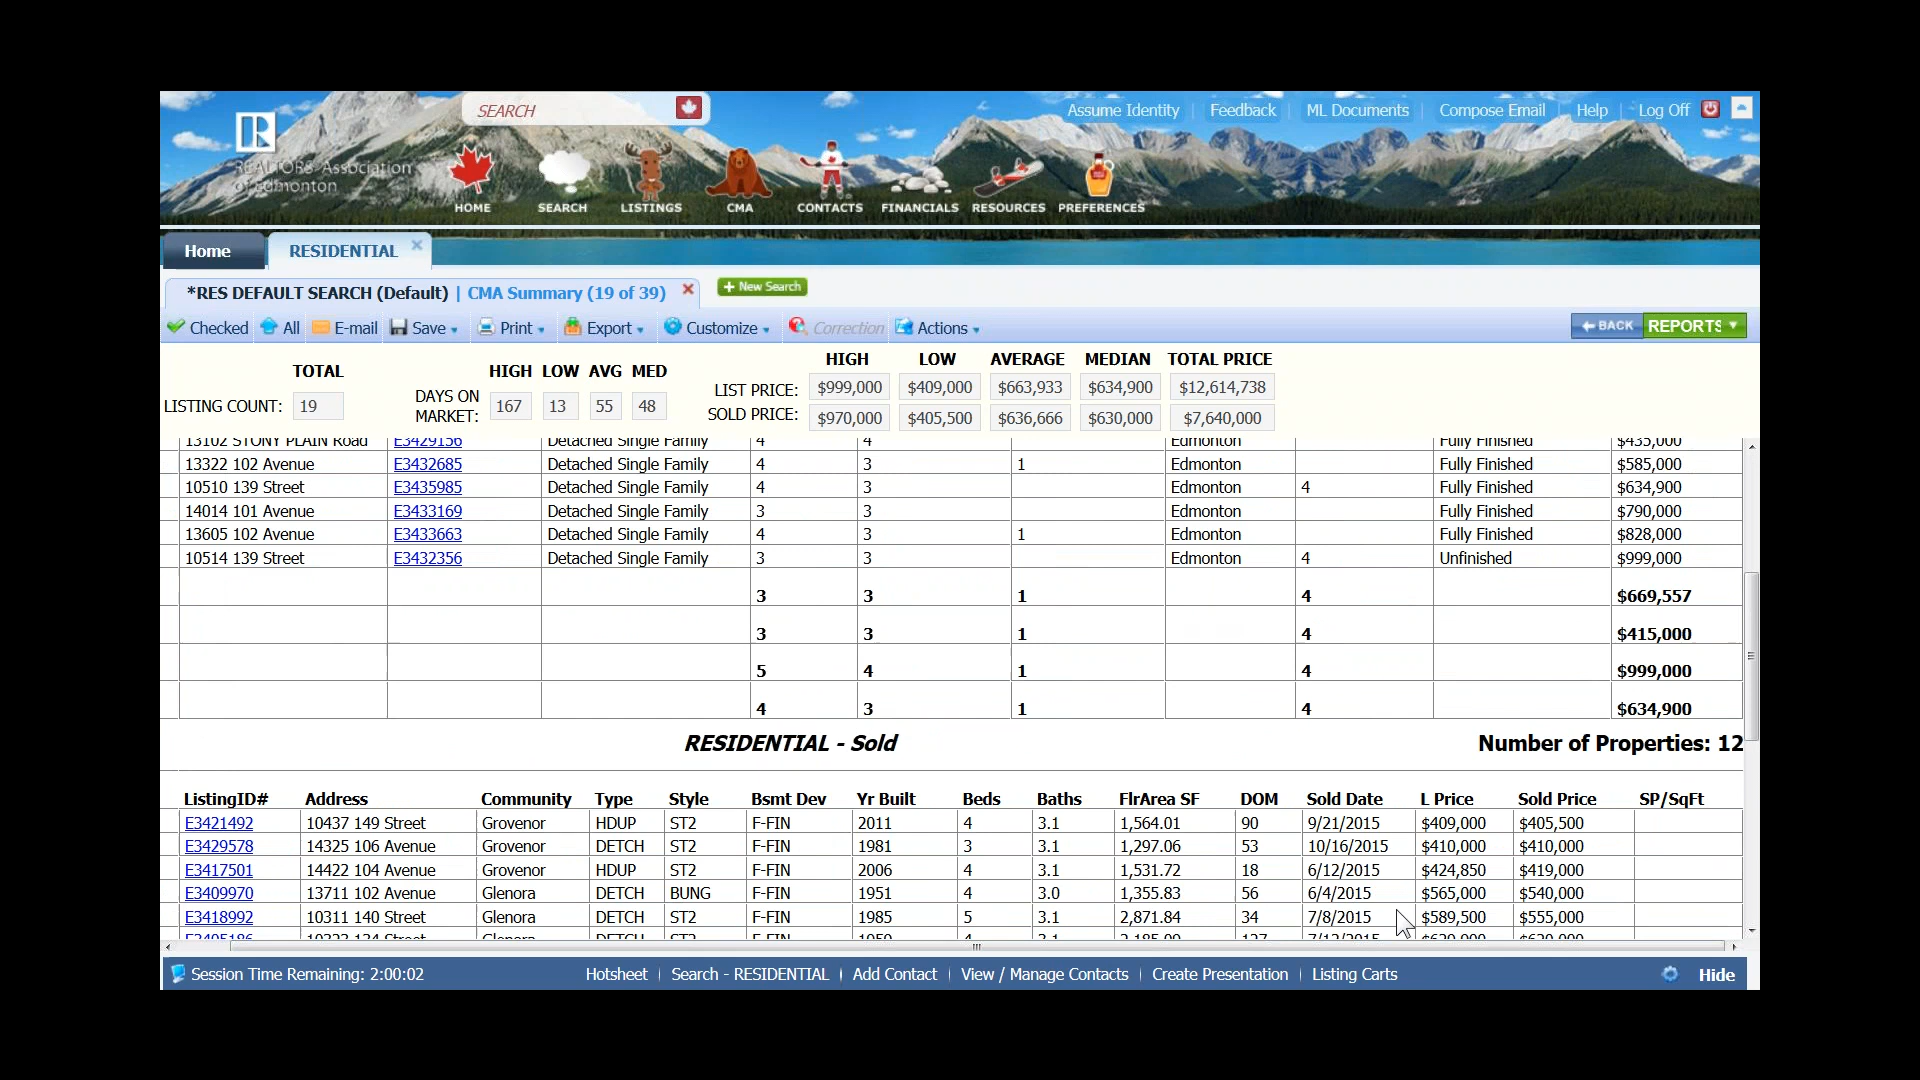 SEARCH
Assume Identity Feedback ML Documents Compose Email Help Log Off
REALTORS Association
of Edmonton
HOME SEARCH LISTINGS CMA CONTACTS FINANCIALS RESOURCES PREFERENCES
Home RESIDENTIAL
*RES DEFAULT SEARCH (Default) | CMA Summary (19 of 39) New Search
Checked All E-mail Save Print Export Customize Correction Actions BACK REPORTS
HIGH LOW AVERAGE MEDIAN TOTAL PRICE
TOTAL HIGH LOW AVG MED
LIST PRICE: $999,000 $409,000 $663,933 $634,900 $12,614,738
LISTING COUNT: 19 DAYS ON MARKET: 167 13 55 48
SOLD PRICE: $970,000 $405,500 $636,666 $630,000 $7,640,000
13102 STONY PLAIN Road E3429156 Detached Single Family 4 4 Edmonton Fully Finished $435,000
13322 102 Avenue E3432685 Detached Single Family 4 3 1 Edmonton Fully Finished $585,000
10510 139 Street E3435985 Detached Single Family 4 3 Edmonton 4 Fully Finished $634,900
14014 101 Avenue E3433169 Detached Single Family 3 3 Edmonton Fully Finished $790,000
13605 102 Avenue E3433663 Detached Single Family 4 3 1 Edmonton Fully Finished $828,000
10514 139 Street E3432356 Detached Single Family 3 3 Edmonton 4 Unfinished $999,000
3 3 1 4 $669,557
3 3 1 4 $415,000
5 4 1 4 $999,000
4 3 1 4 $634,900
RESIDENTIAL - Sold Number of Properties: 12
ListingID# Address Community Type Style Bsmt Dev Yr Built Beds Baths FlrArea SF DOM Sold Date L Price Sold Price SP/SqFt
E3421492 10437 149 Street Grovenor HDUP ST2 F-FIN 2011 4 3.1 1,564.01 90 9/21/2015 $409,000 $405,500
E3429578 14325 106 Avenue Grovenor DETCH ST2 F-FIN 1981 3 3.1 1,297.06 53 10/16/2015 $410,000 $410,000
E3417501 14422 104 Avenue Grovenor HDUP ST2 F-FIN 2006 4 3.1 1,531.72 18 6/12/2015 $424,850 $419,000
E3409970 13711 102 Avenue Glenora DETCH BUNG F-FIN 1951 4 3.0 1,355.83 56 6/4/2015 $565,000 $540,000
E3418992 10311 140 Street Glenora DETCH ST2 F-FIN 1985 5 3.1 2,871.84 34 7/8/2015 $589,500 $555,000
Session Time Remaining: 2:00:02 Hotsheet Search - RESIDENTIAL Add Contact View / Manage Contacts Create Presentation Listing Carts Hide